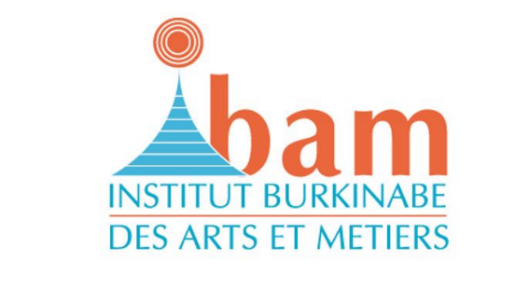 ibam
INSTITUT BURKINABE
DES ARTS ET METIERS